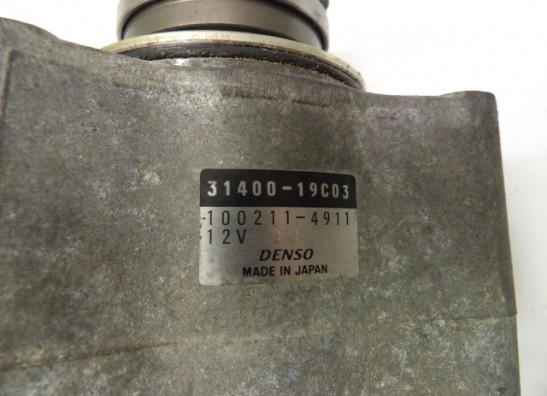 31400-19C03
100211-4911
12V
DENSO
MADE IN JAPAN